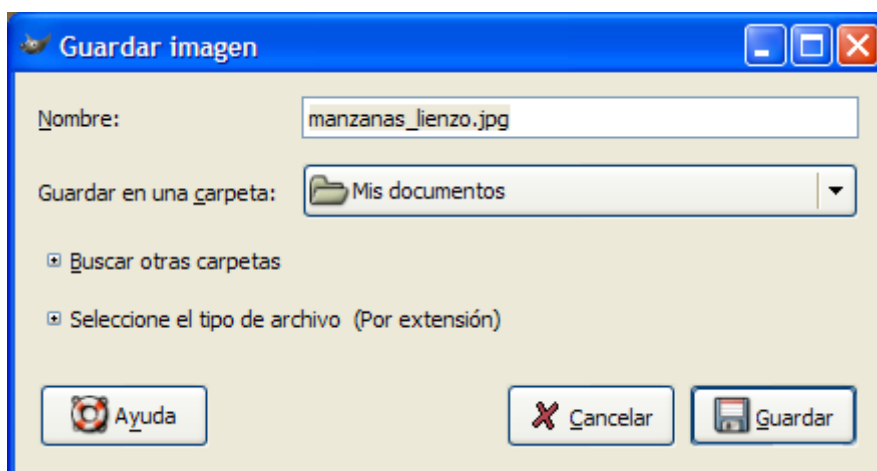 Guardar imagen
Nombre: manzanas_lienzo.jpg
Guardar en una carpeta: Mis documentos
Buscar otras carpetas
Seleccione el tipo de archivo (Por extensión)
Ayuda Cancelar Guardar